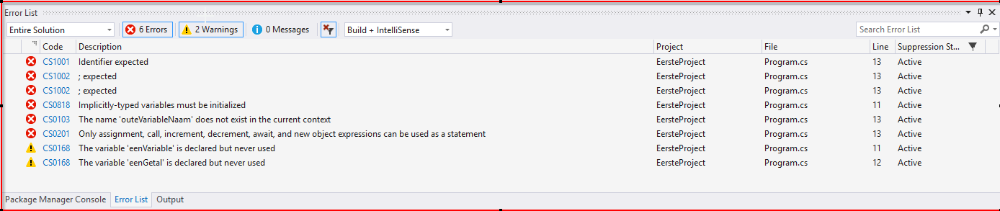 Error List
Entire Solution 6 Errors 2 Warnings 0 Messages Build + IntelliSense Search Error List
Code Description Project File Line Suppression St...
CS1001 Identifier expected EersteProject Program.cs 13 Active
CS1002 ; expected EersteProject Program.cs 13 Active
CS1002 ; expected EersteProject Program.cs 13 Active
CS0818 Implicitly-typed variables must be initialized EersteProject Program.cs 11 Active
CS0103 The name 'outeVariableNaam' does not exist in the current context EersteProject Program.cs 13 Active
CS0201 Only assignment, call, increment, decrement, await, and new object expressions can be used as a statement EersteProject Program.cs 13 Active
CS0168 The variable 'eenVariable' is declared but never used EersteProject Program.cs 11 Active
CS0168 The variable 'eenGetal' is declared but never used EersteProject Program.cs 12 Active
Package Manager Console Error List Output